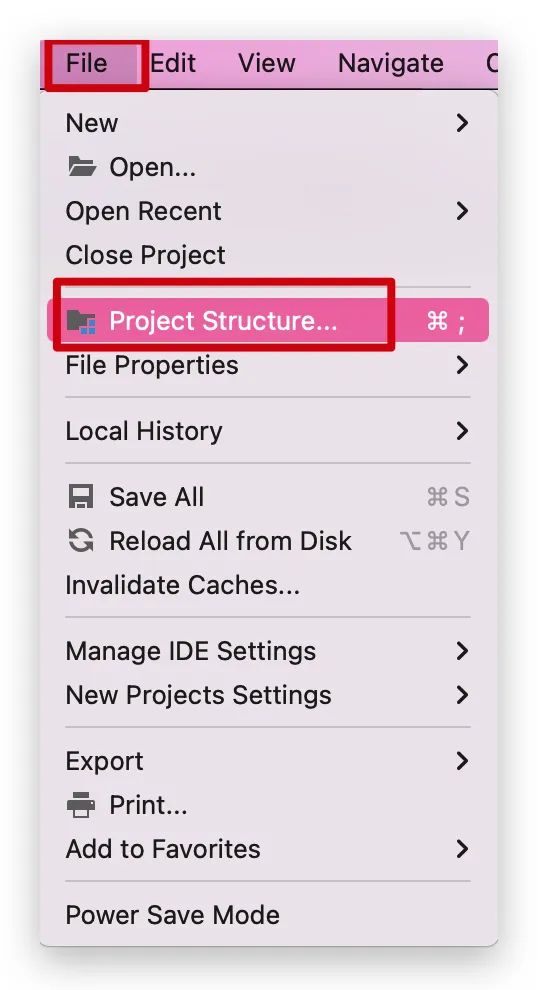 File Edit View Navigate
New
Open...
Open Recent
Close Project
Project Structure... ⌘ ;
File Properties
Local History
Save All ⌘ S
Reload All from Disk ⌥ ⌘ Y
Invalidate Caches...
Manage IDE Settings
New Projects Settings
Export
Print...
Add to Favorites
Power Save Mode